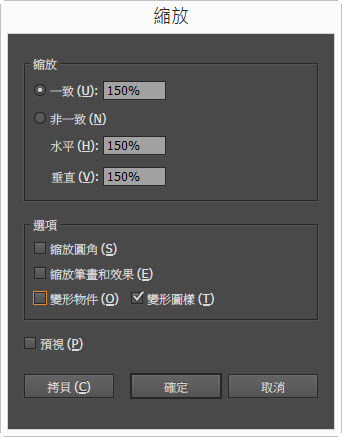 縮放
縮放
一致 (U): 150%
非一致 (N)
水平 (H): 150%
垂直 (V): 150%
選項
縮放圓角 (S)
縮放筆畫和效果 (E)
變形物件 (O) 變形圖樣 (T)
預視 (P)
拷貝 (C) 確定 取消